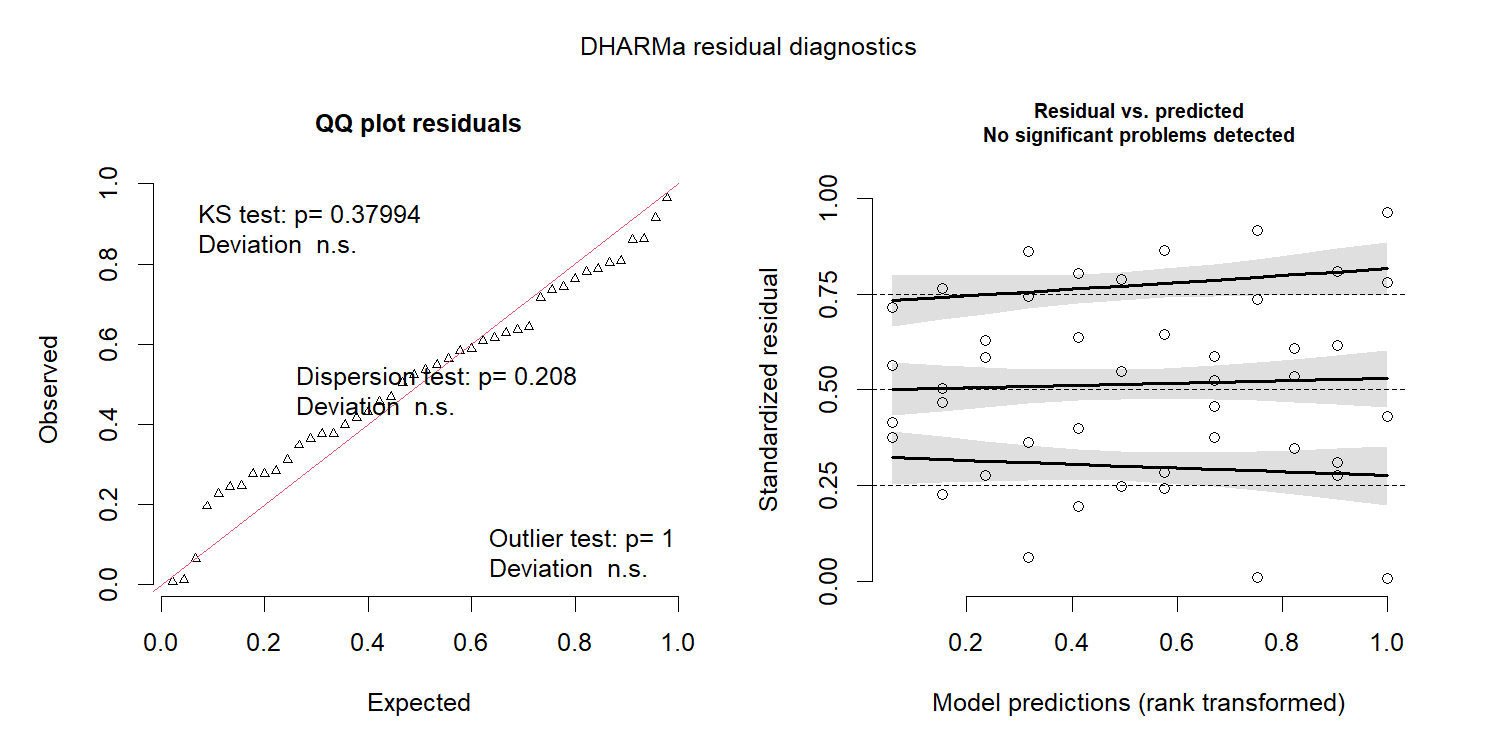 DHARMa residual diagnostics
QQ plot residuals
KS test: p= 0.37994
Deviation  n.s.
Dispersion test: p= 0.208
Deviation  n.s.
Outlier test: p= 1
Deviation  n.s.
Observed
0.0
0.2
0.4
0.6
0.8
1.0
0.0 0.2 0.4 0.6 0.8 1.0
Expected
Residual vs. predicted
No significant problems detected
Standardized residual
0.00
0.25
0.50
0.75
1.00
0.2 0.4 0.6 0.8 1.0
Model predictions (rank transformed)